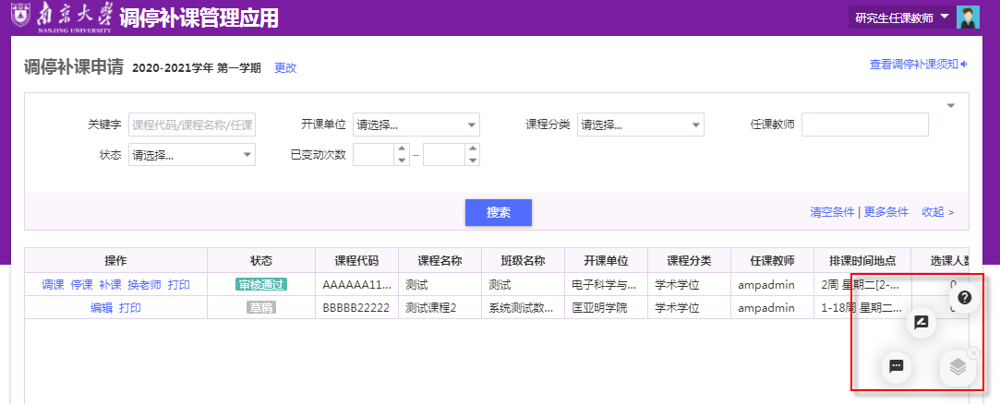 南京大学 调停补课管理应用 研究生任课教师
NANJING UNIVERSITY
调停补课申请 2020-2021学年 第一学期 更改 查看调停补课须知
关键字 课程代码/课程名称/任课 开课单位 请选择... 课程分类 请选择... 任课教师
状态 请选择... 已变动次数 –
搜索 清空条件 | 更多条件 收起 >
操作 状态 课程代码 课程名称 班级名称 开课单位 课程分类 任课教师 排课时间地点 选课人数
调课 停课 补课 换老师 打印 审核通过 AAAAAA11... 测试 测试 电子科学与... 学术学位 ampadmin 2周 星期二[2-... 0
编辑 打印 草稿 BBBBB22222 测试课程2 系统测试数... 匡亚明学院 学术学位 ampadmin 1-18周 星期二... 0